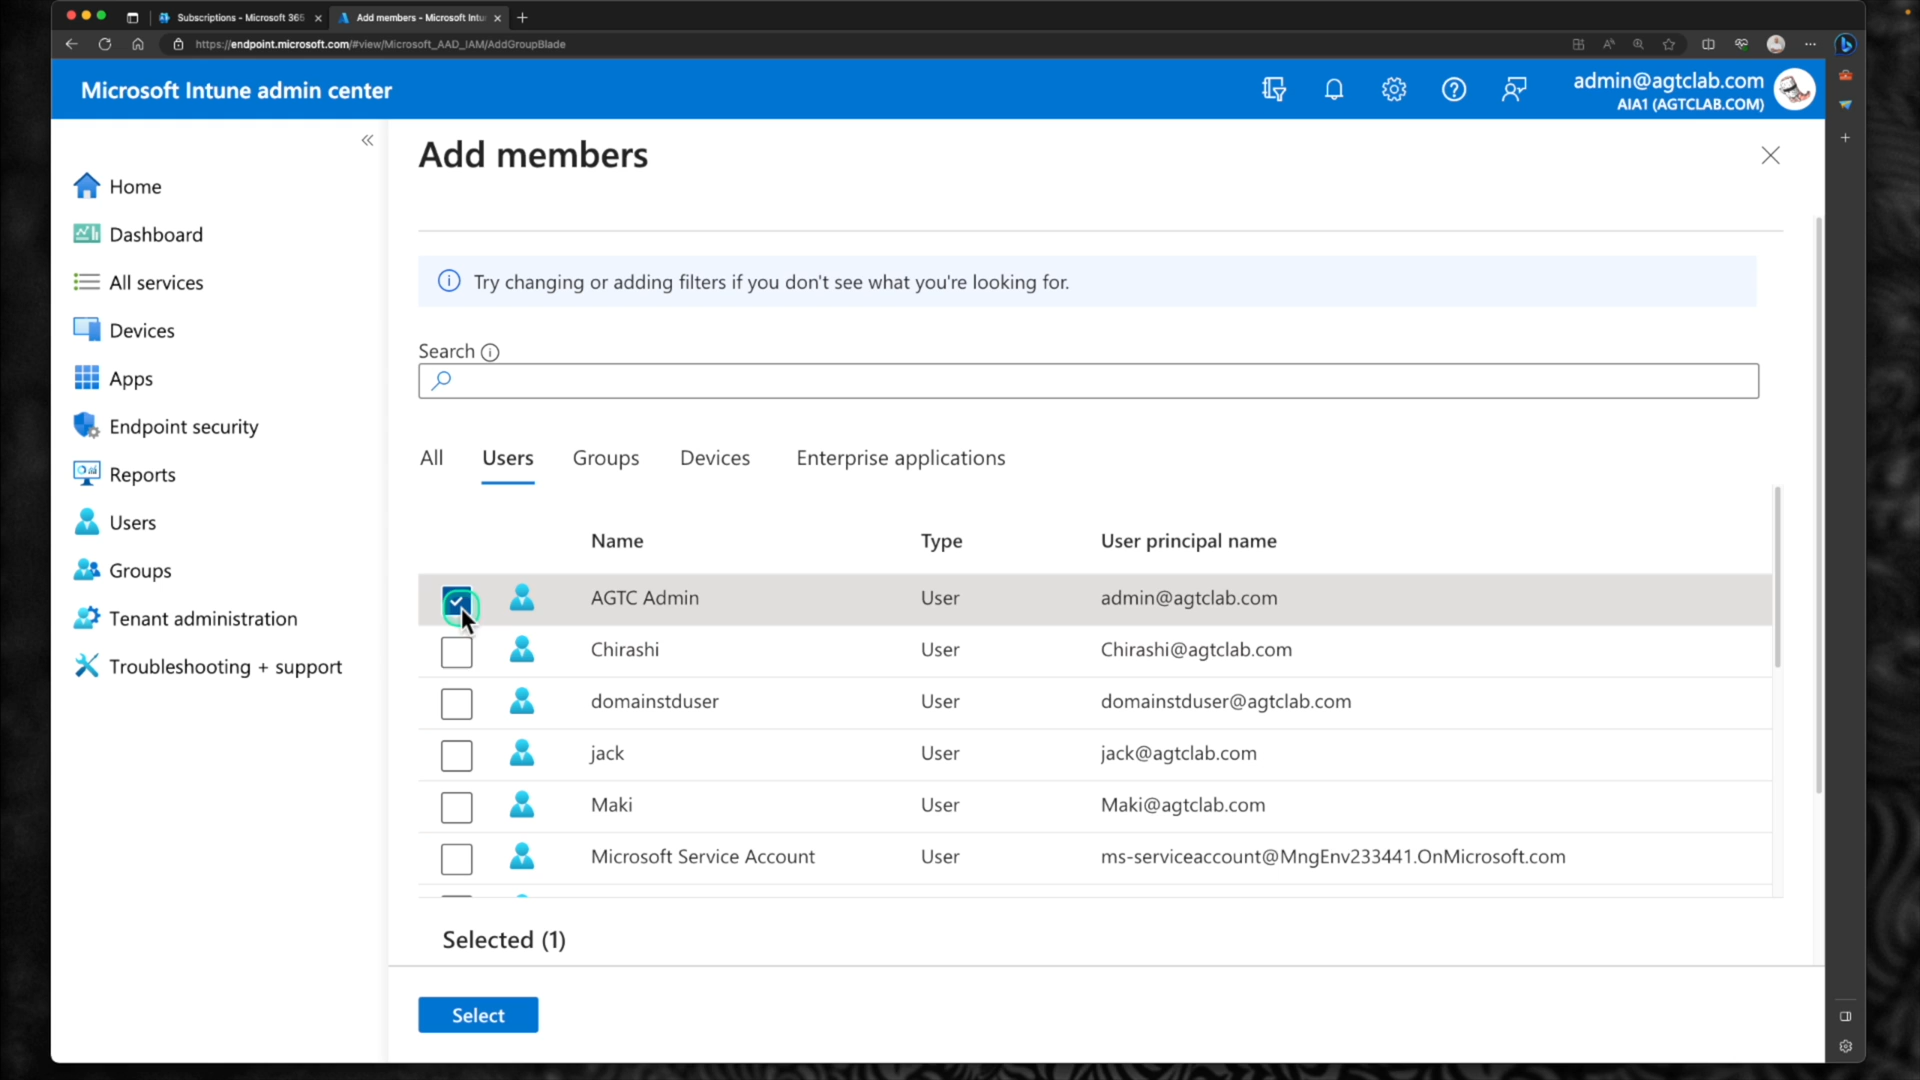 Subscriptions - Microsoft 365
Add members - Microsoft Intu
https://endpoint.microsoft.com/#view/Microsoft_AAD_IAM/AddGroupBlade
Microsoft Intune admin center
admin@agtclab.com
AIA1 (AGTCLAB.COM)
Home
Dashboard
All services
Devices
Apps
Endpoint security
Reports
Users
Groups
Tenant administration
Troubleshooting + support
Add members
Try changing or adding filters if you don't see what you're looking for.
Search
All Users Groups Devices Enterprise applications
Name Type User principal name
AGTC Admin User admin@agtclab.com
Chirashi User Chirashi@agtclab.com
domainstduser User domainstduser@agtclab.com
jack User jack@agtclab.com
Maki User Maki@agtclab.com
Microsoft Service Account User ms-serviceaccount@MngEnv233441.OnMicrosoft.com
Selected (1)
Select